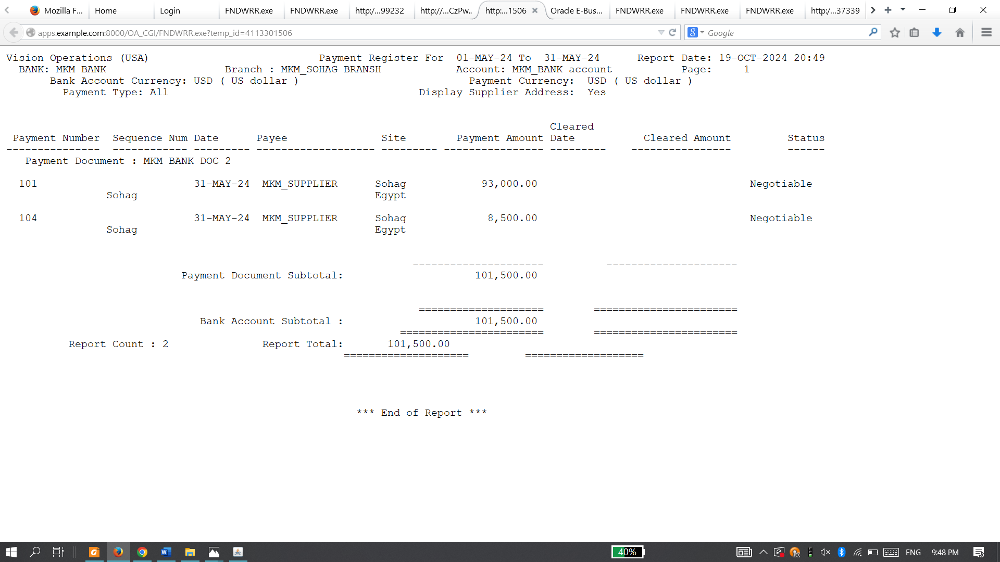 Mozilla F... Home Login FNDWRR.exe FNDWRR.exe http:/...99232 http://...CzPw.. http:...1506 Oracle E-Bus... FNDWRR.exe FNDWRR.exe FNDWRR.exe http:/...37339
apps.example.com:8000/OA_CGI/FNDWRR.exe?temp_id=4113301506 8 Google
Vision Operations (USA) Payment Register For 01-MAY-24 To 31-MAY-24 Report Date: 19-OCT-2024 20:49
BANK: MKM BANK Branch : MKM_SOHAG BRANSH Account: MKM_BANK account Page: 1
Bank Account Currency: USD ( US dollar ) Payment Currency: USD ( US dollar )
Payment Type: All Display Supplier Address: Yes
Cleared
Payment Number Sequence Num Date Payee Site Payment Amount Date Cleared Amount Status
--------------- ------------ --------- ------------------- --------- ---------------- --------- ---------------- ------
Payment Document : MKM BANK DOC 2
101 31-MAY-24 MKM_SUPPLIER Sohag 93,000.00 Negotiable
Sohag Egypt
104 31-MAY-24 MKM_SUPPLIER Sohag 8,500.00 Negotiable
Sohag Egypt
--------------------- ---------------------
Payment Document Subtotal: 101,500.00
==================== =======================
Bank Account Subtotal : 101,500.00
======================= =======================
Report Count : 2 Report Total: 101,500.00
==================== ===================
*** End of Report ***
40% ENG 9:48 PM